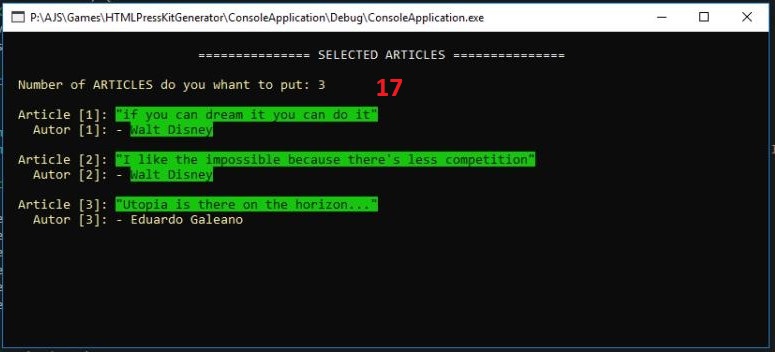 P:\AJS\Games\HTMLPressKitGenerator\ConsoleApplication\Debug\ConsoleApplication.exe
=============== SELECTED ARTICLES ===============
Number of ARTICLES do you whant to put: 3
17
Article [1]: "if you can dream it you can do it"
Autor [1]: - Walt Disney
Article [2]: "I like the impossible because there's less competition"
Autor [2]: - Walt Disney
Article [3]: "Utopia is there on the horizon..."
Autor [3]: - Eduardo Galeano